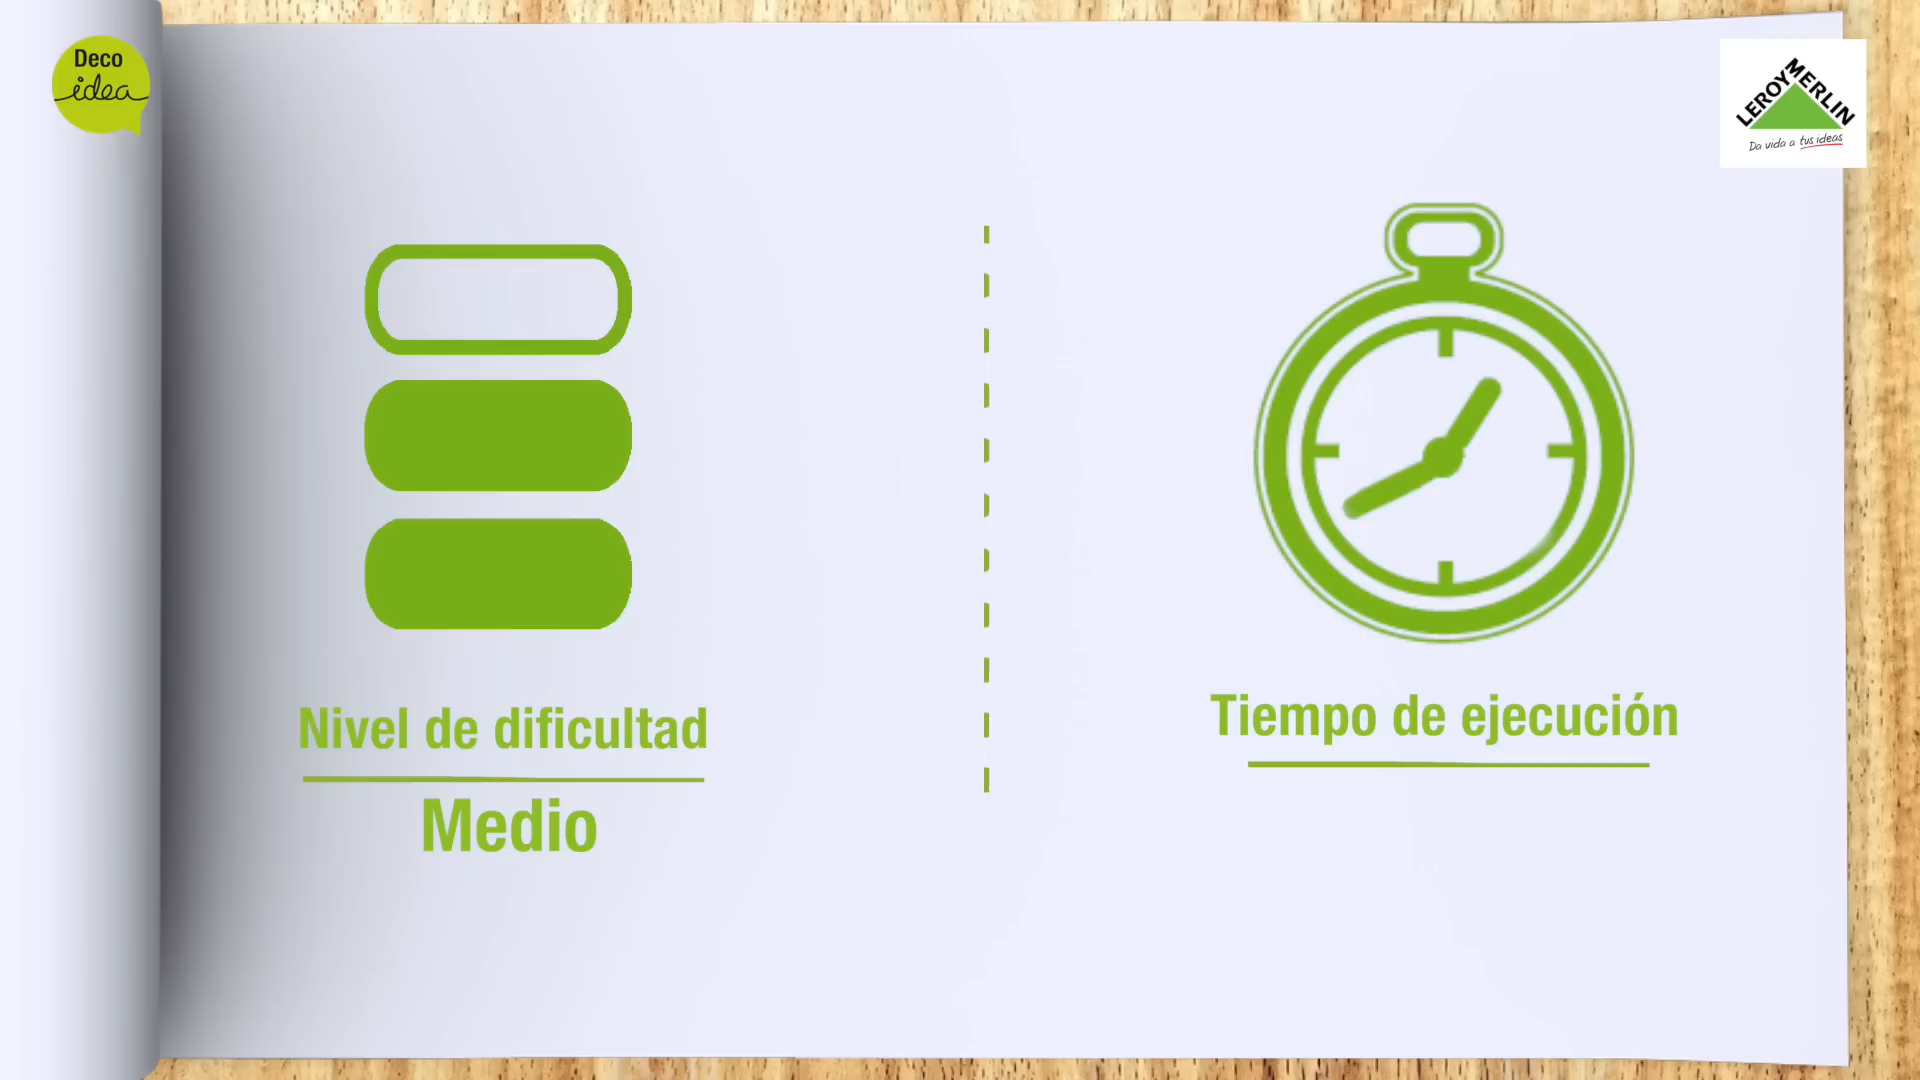 Deco
idea
LEROY MERLIN
Da vida a tus ideas
Nivel de dificultad
Medio
Tiempo de ejecución